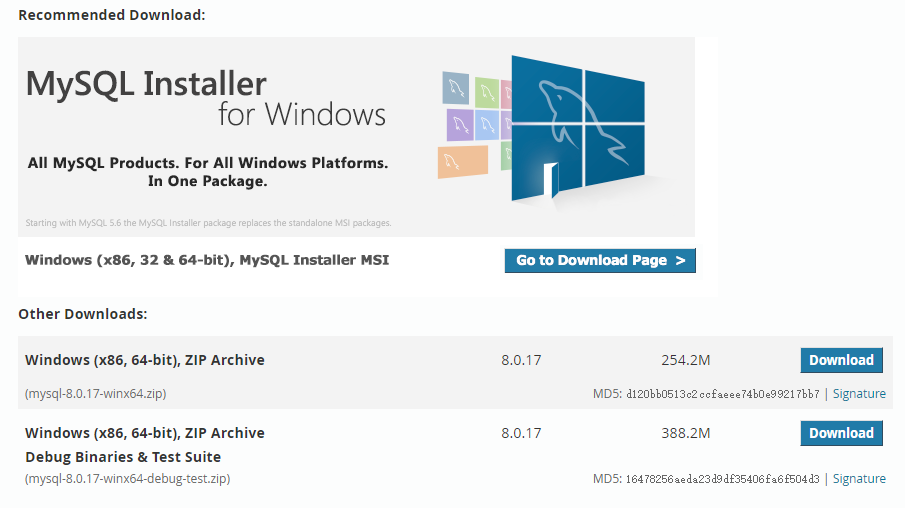 Recommended Download:
MySQL Installer
for Windows
All MySQL Products. For All Windows Platforms.
In One Package.
Starting with MySQL 5.6 the MySQL Installer package replaces the standalone MSI packages.
Windows (x86, 32 & 64-bit), MySQL Installer MSI
Go to Download Page >
Other Downloads:
Windows (x86, 64-bit), ZIP Archive 8.0.17 254.2M Download
(mysql-8.0.17-winx64.zip) MD5: d120bb0513c2ccfaeee74b0e99217bb7 | Signature
Windows (x86, 64-bit), ZIP Archive 8.0.17 388.2M Download
Debug Binaries & Test Suite
(mysql-8.0.17-winx64-debug-test.zip) MD5: 16478256aeda23d9df35406fa6f504d3 | Signature